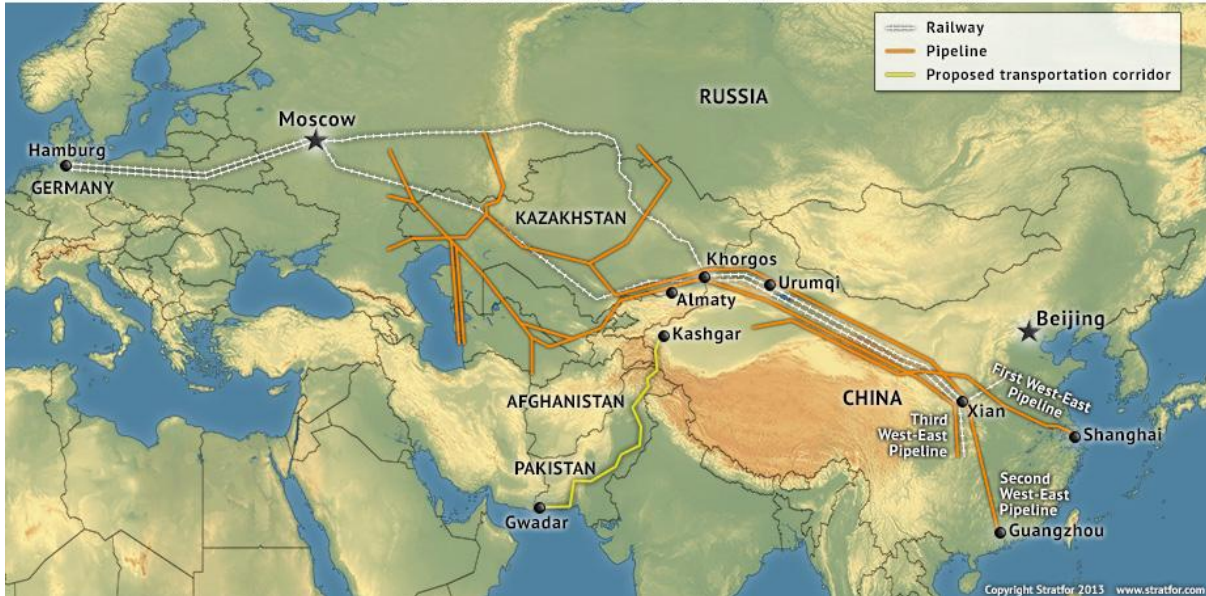 Railway
Pipeline
Proposed transportation corridor
RUSSIA
Moscow
Hamburg
GERMANY
KAZAKHSTAN
Khorgos
Urumqi
Almaty
Beijing
Kashgar
First West-East
Pipeline
AFGHANISTAN
CHINA
Xian
Third
West-East
Pipeline
Shanghai
PAKISTAN
Second
West-East
Pipeline
Gwadar
Guangzhou
Copyright Stratfor 2013 www.stratfor.com